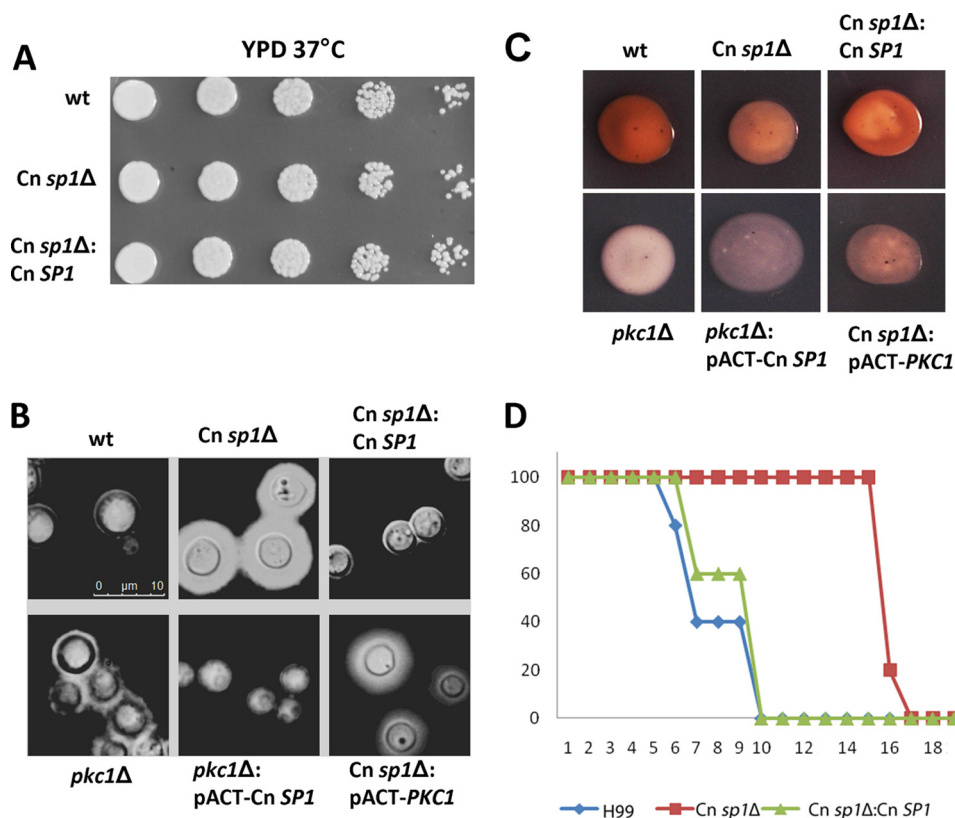 A
YPD 37°C
wt
Cn sp1Δ
Cn sp1Δ:
Cn SP1
C
wt
Cn sp1Δ
Cn sp1Δ:
Cn SP1
pkc1Δ
pkc1Δ:
pACT-Cn SP1
Cn sp1Δ:
pACT-PKC1
B
wt
Cn sp1Δ
Cn sp1Δ:
Cn SP1
0 µm 10
pkc1Δ
pkc1Δ:
pACT-Cn SP1
Cn sp1Δ:
pACT-PKC1
D
100
80
60
40
20
0
1 2 3 4 5 6 7 8 9 10 12 14 16 18
H99 Cn sp1Δ Cn sp1Δ:Cn SP1